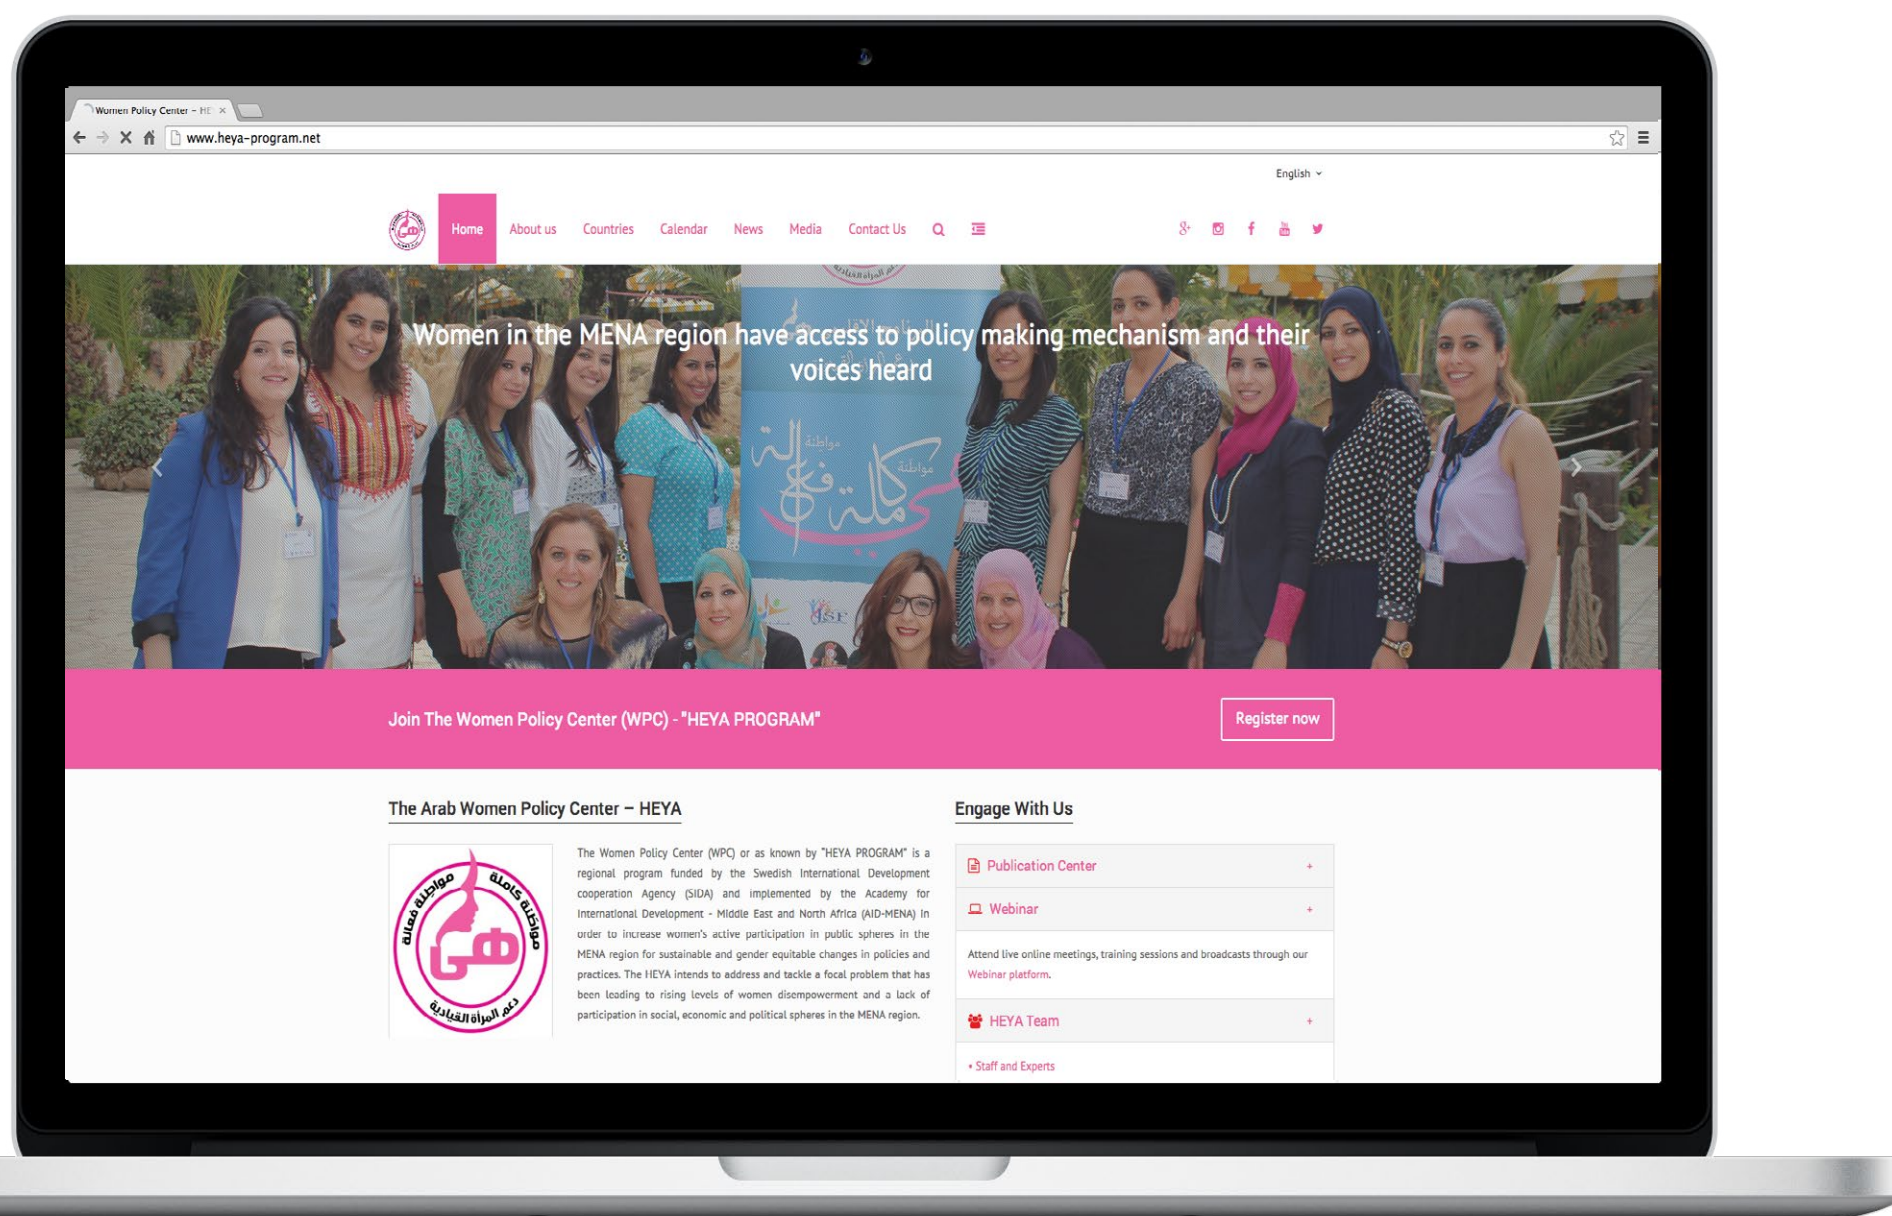 Women Policy Center – HE
www.heya-program.net
English
Home About us Countries Calendar News Media Contact Us
Women in the MENA region have access to policy making mechanism and their
voices heard
مواطنة
كاملة
مواطنة
فعالة
Join The Women Policy Center (WPC) - "HEYA PROGRAM"
Register now
The Arab Women Policy Center – HEYA
مواطنة كاملة مواطنة فعالة
هي
دعم المرأة القيادية
The Women Policy Center (WPC) or as known by "HEYA PROGRAM" is a
regional program funded by the Swedish International Development
cooperation Agency (SIDA) and implemented by the Academy for
International Development - Middle East and North Africa (AID-MENA) in
order to increase women's active participation in public spheres in the
MENA region for sustainable and gender equitable changes in policies and
practices. The HEYA intends to address and tackle a focal problem that has
been leading to rising levels of women disempowerment and a lack of
participation in social, economic and political spheres in the MENA region.
Engage With Us
Publication Center +
Webinar +
Attend live online meetings, training sessions and broadcasts through our
Webinar platform.
HEYA Team +
• Staff and Experts